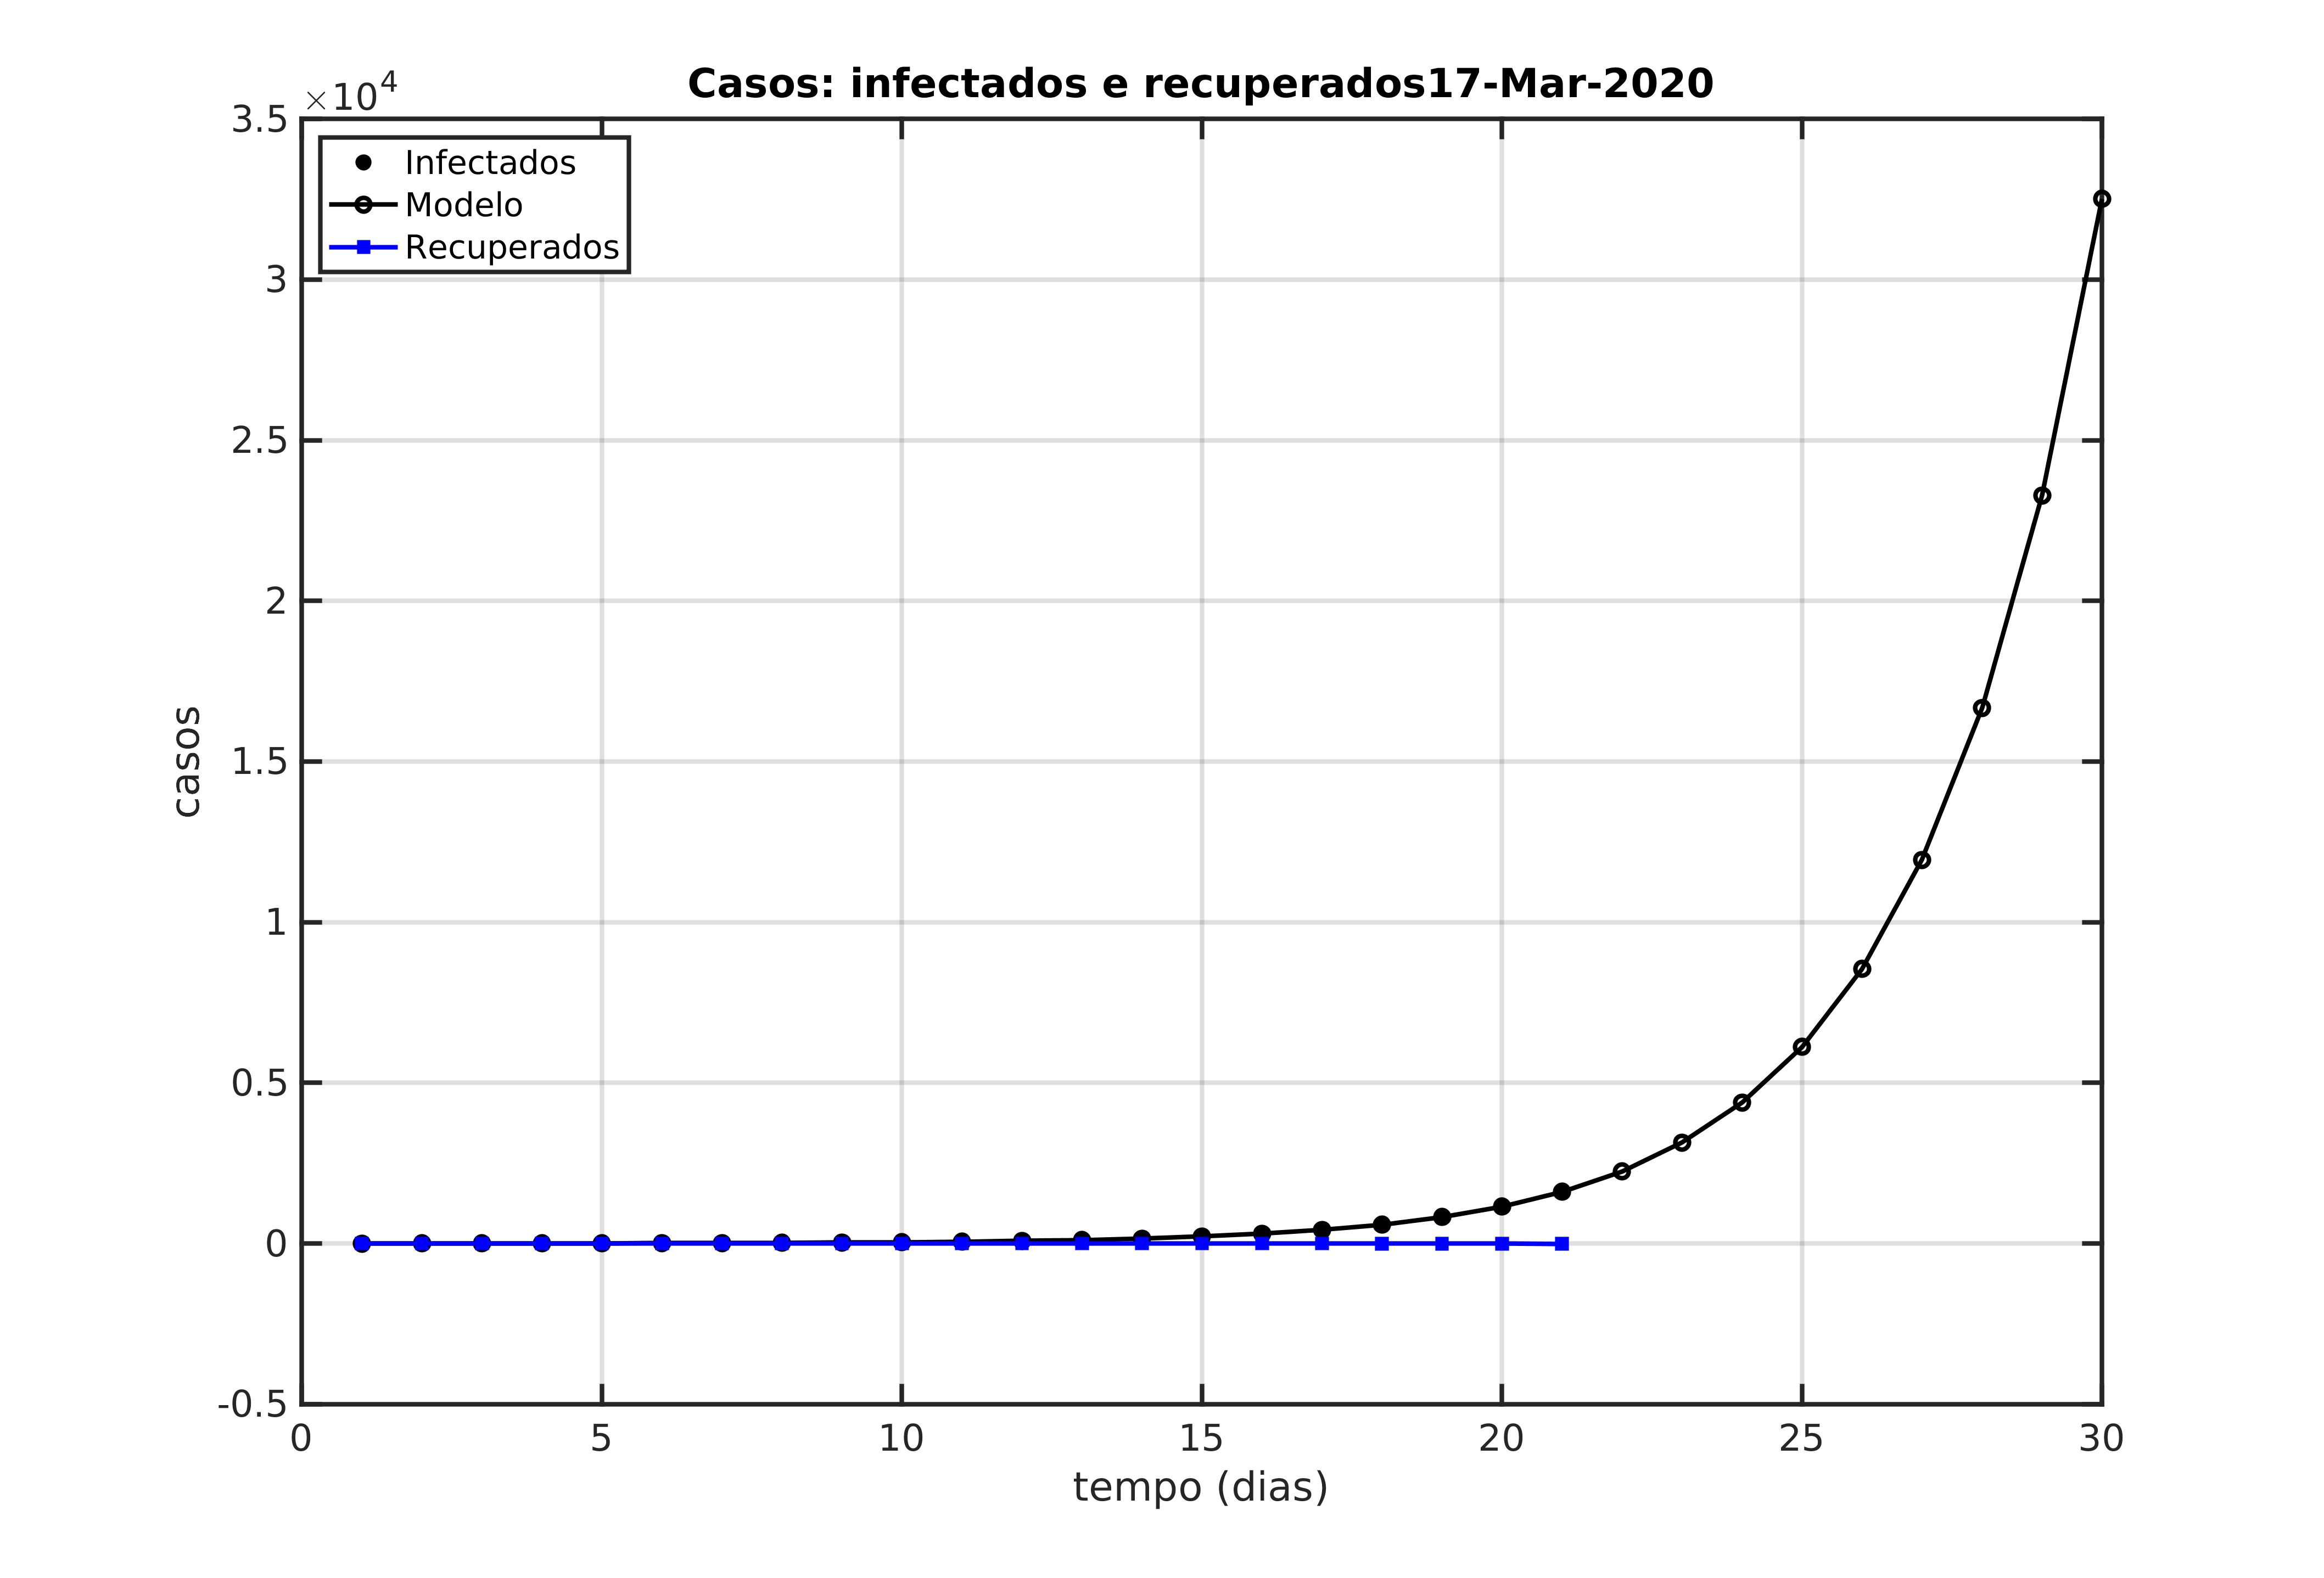 Casos: infectados e recuperados17-Mar-2020
×10^4
3.5
3
2.5
2
1.5
1
0.5
0
-0.5
casos
Infectados
Modelo
Recuperados
0 5 10 15 20 25 30
tempo (dias)